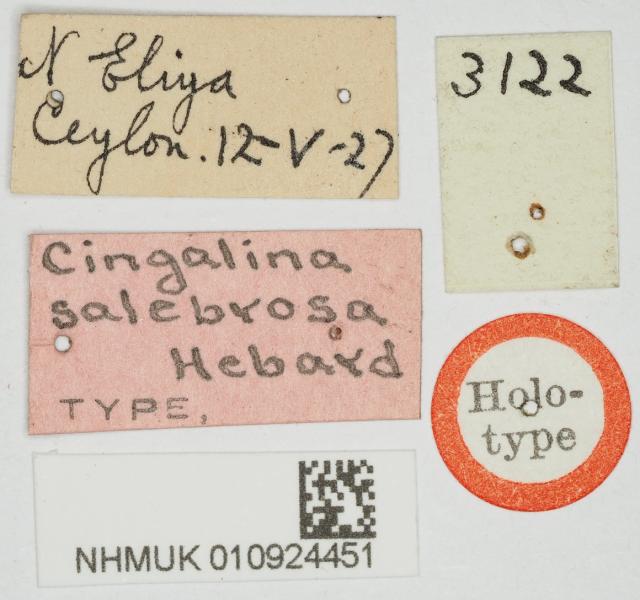 N Eliya
Ceylon. 12-V-27
3122
Cingalina
salebrosa
Hebard
TYPE,
Holo-
type
NHMUK 010924451